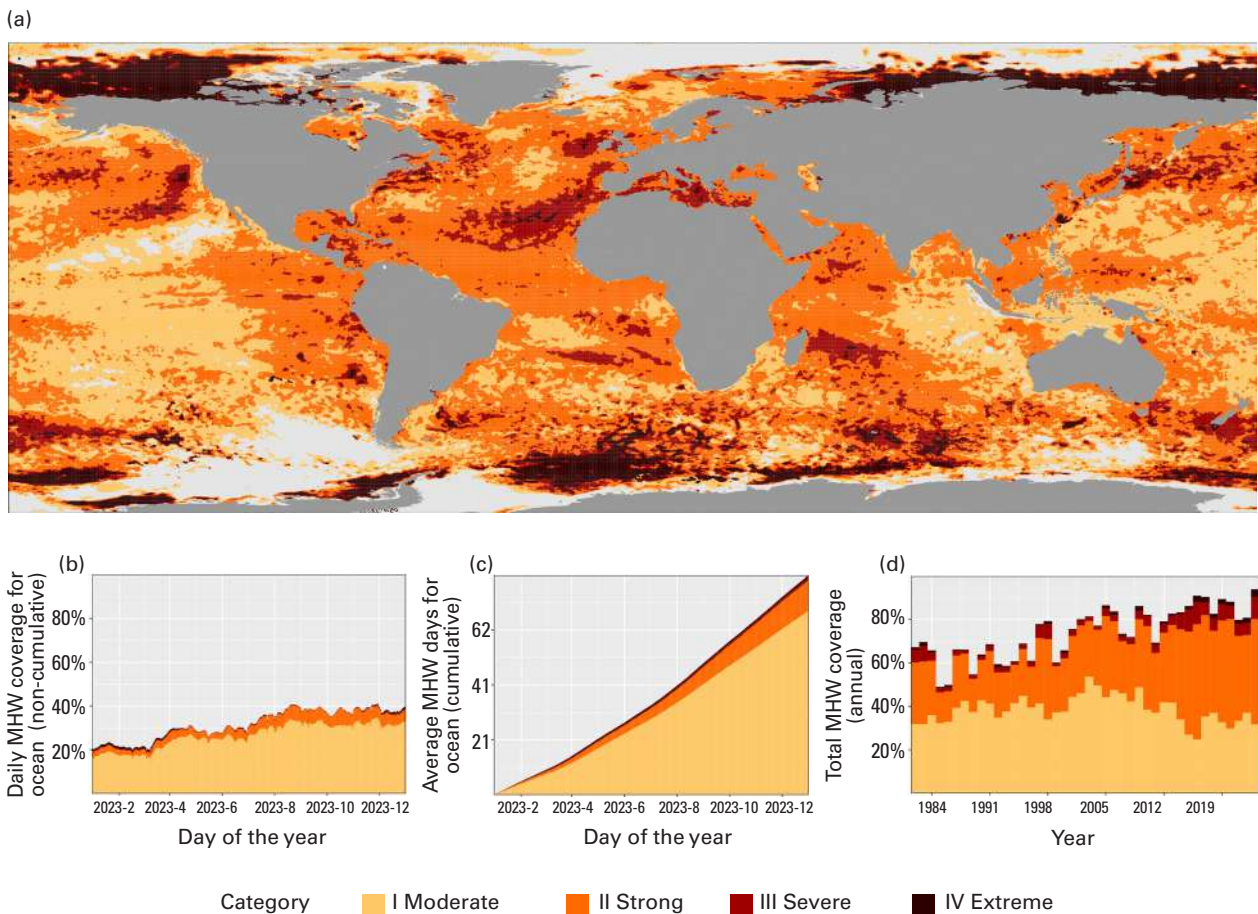 (a)
(b)
Daily MHW coverage for
ocean (non-cumulative)
80%
60%
40%
20%
2023-2 2023-4 2023-6 2023-8 2023-10 2023-12
Day of the year
(c)
Average MHW days for
ocean (cumulative)
62
41
21
2023-2 2023-4 2023-6 2023-8 2023-10 2023-12
Day of the year
(d)
Total MHW coverage
(annual)
80%
60%
40%
20%
1984 1991 1998 2005 2012 2019
Year
Category I Moderate II Strong III Severe IV Extreme